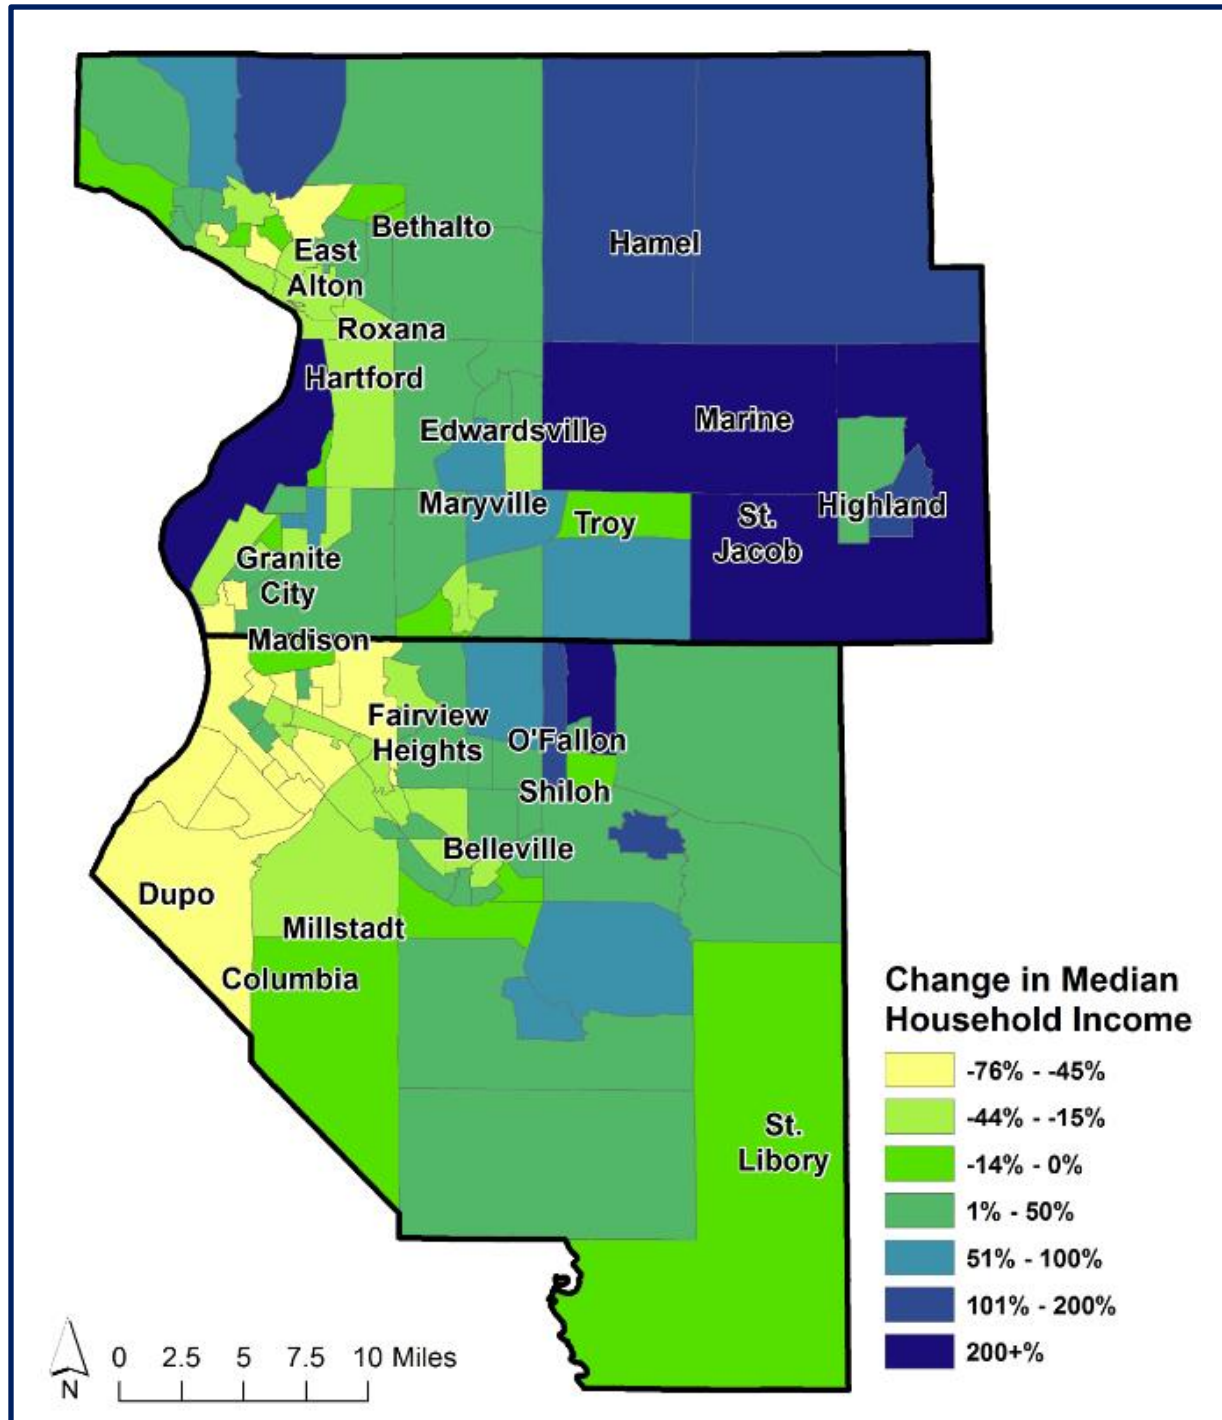 Bethalto
Hamel
East
Alton
Roxana
Hartford
Marine
Edwardsville
Maryville
Highland
Troy
St.
Jacob
Granite
City
Madison
Fairview
Heights
O'Fallon
Shiloh
Belleville
Dupo
Millstadt
Columbia
St.
Libory
Change in Median
Household Income
-76% - -45%
-44% - -15%
-14% - 0%
1% - 50%
51% - 100%
101% - 200%
200+%
N
0 2.5 5 7.5 10 Miles